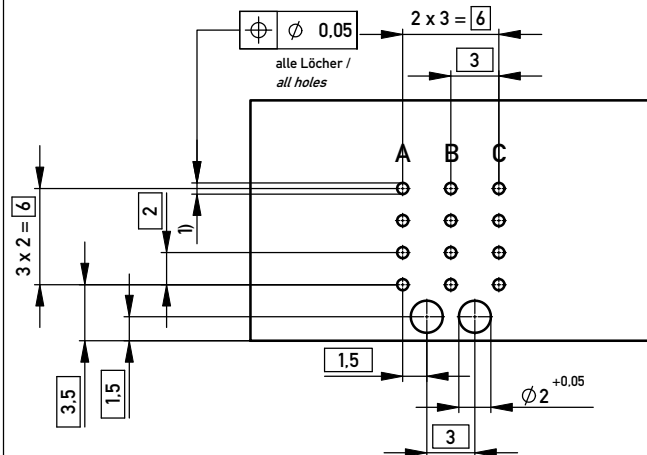 ⌖ ∅ 0,05
2 x 3 = 6
alle Löcher /
all holes
3
A B C
3 x 2 = 6
2
1)
3,5
1,5
1,5
∅2 +0,05
3